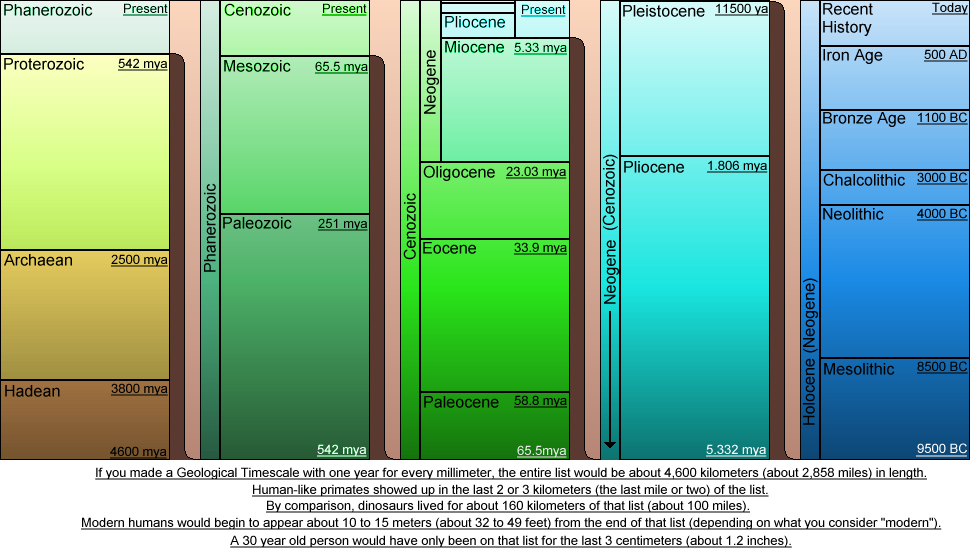 Phanerozoic Present
Proterozoic 542 mya
Archaean 2500 mya
Hadean 3800 mya
4600 mya
Phanerozoic
Cenozoic Present
Mesozoic 65.5 mya
Paleozoic 251 mya
542 mya
Cenozoic
Neogene
Present
Pliocene
Miocene 5.33 mya
Oligocene 23.03 mya
Eocene 33.9 mya
Paleocene 58.8 mya
65.5mya
Neogene (Cenozoic)
Pleistocene 11500 ya
Pliocene 1.806 mya
5.332 mya
Holocene (Neogene)
Recent Today
History
Iron Age 500 AD
Bronze Age 1100 BC
Chalcolithic 3000 BC
Neolithic 4000 BC
Mesolithic 8500 BC
9500 BC
If you made a Geological Timescale with one year for every millimeter, the entire list would be about 4,600 kilometers (about 2,858 miles) in length.
Human-like primates showed up in the last 2 or 3 kilometers (the last mile or two) of the list.
By comparison, dinosaurs lived for about 160 kilometers of that list (about 100 miles).
Modern humans would begin to appear about 10 to 15 meters (about 32 to 49 feet) from the end of that list (depending on what you consider "modern").
A 30 year old person would have only been on that list for the last 3 centimeters (about 1.2 inches).